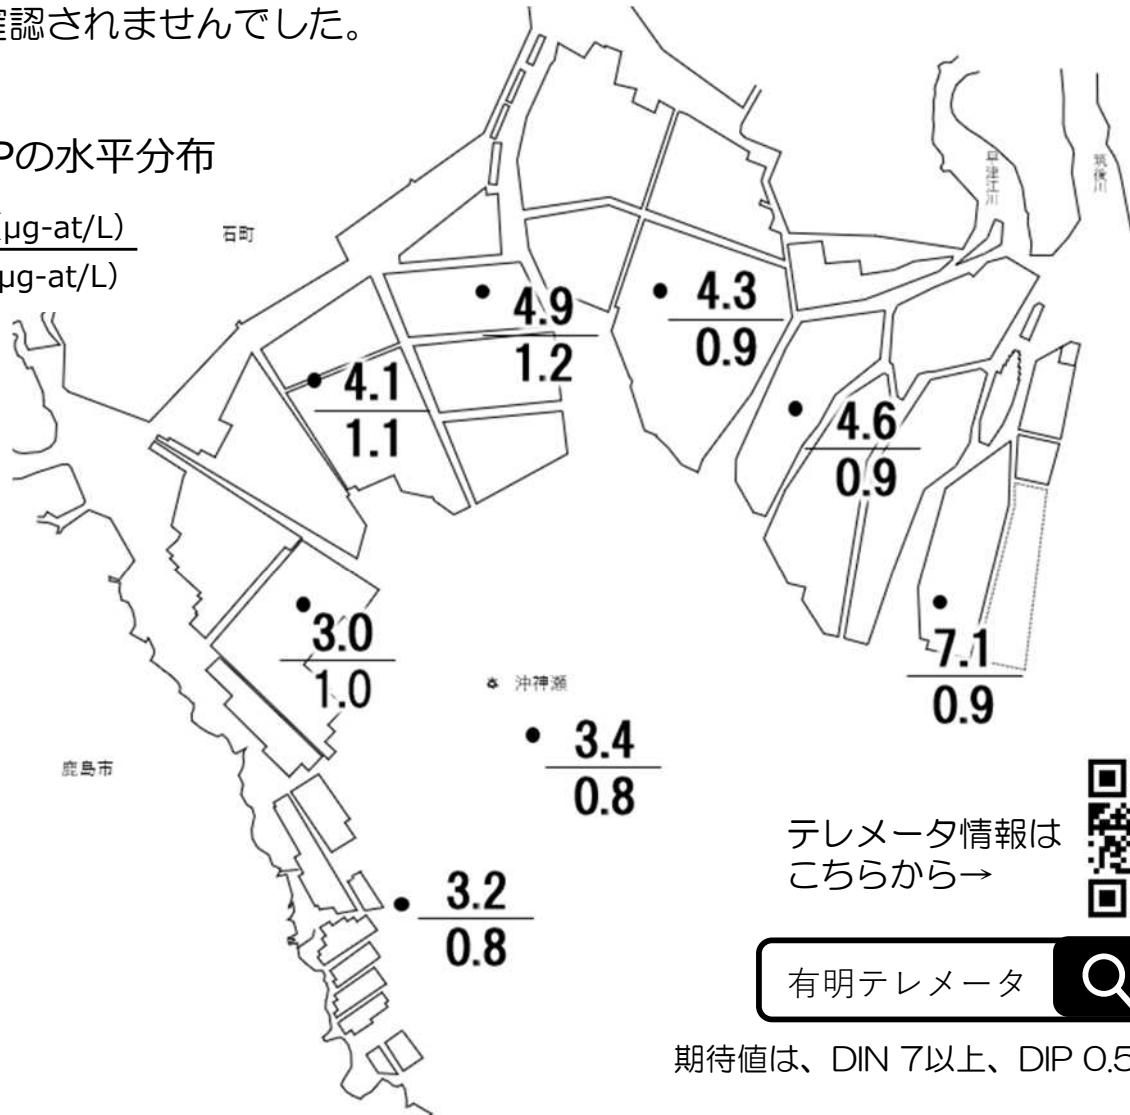 確認されませんでした。
Pの水平分布
(μg-at/L)
μg-at/L)
石町
早津江川
筑後川
4.9
1.2
4.3
0.9
4.1
1.1
4.6
0.9
3.0
1.0
7.1
0.9
沖神瀬
3.4
0.8
鹿島市
3.2
0.8
テレメータ情報は
こちらから→
有明テレメータ
期待値は、DIN 7以上、DIP 0.5